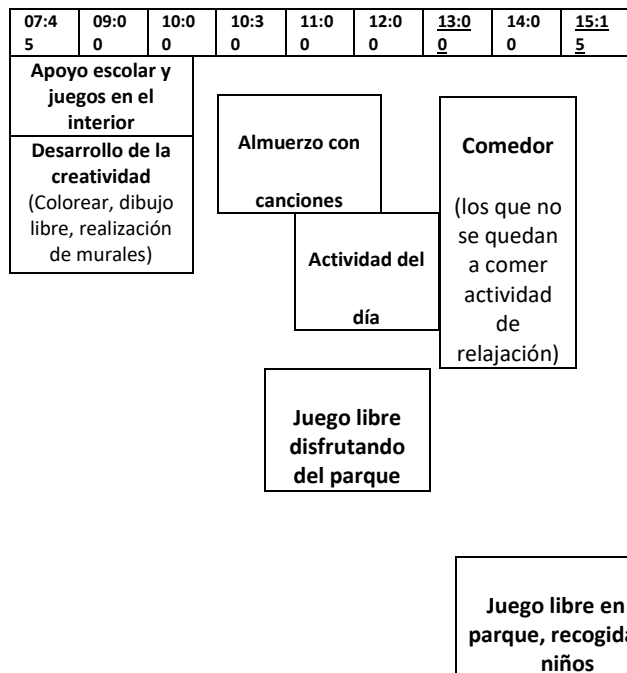 07:4 09:0 10:0 10:3 11:0 12:0 13:0 14:0 15:1
5 0 0 0 0 0 0 0 5
Apoyo escolar y
juegos en el
interior
Desarrollo de la
creatividad
(Colorear, dibujo
libre, realización
de murales)
Almuerzo con
canciones
Actividad del
día
Comedor
(los que no
se quedan
a comer
actividad
de
relajación)
Juego libre
disfrutando
del parque
Juego libre en
parque, recogida
niños